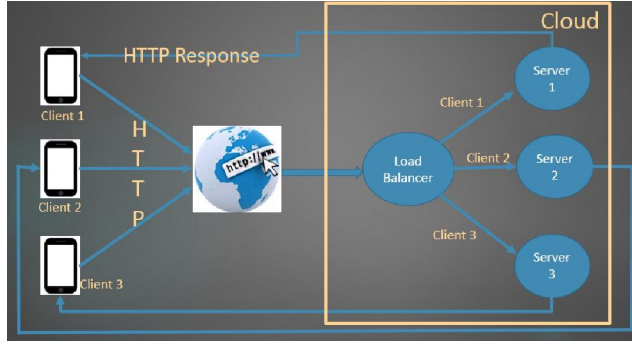 Cloud
HTTP Response
Server
1
Client 1
Client 1
H
T
T
P
http://www
Load
Balancer
Client 2
Server
2
Client 2
Client 3
Server
3
Client 3